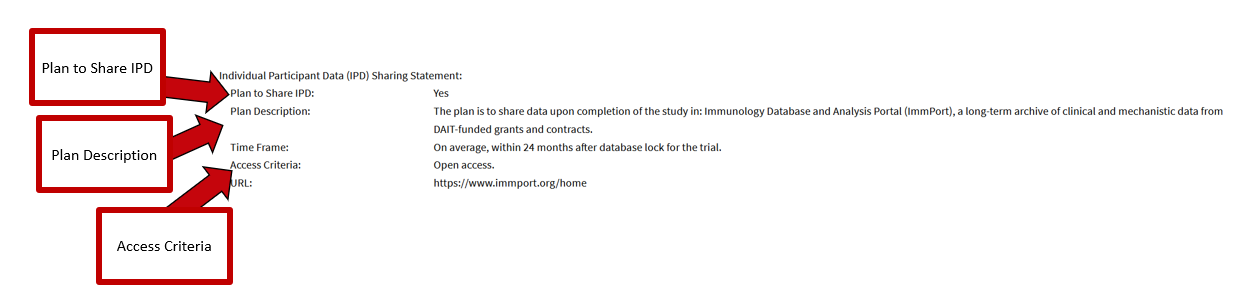 Plan to Share IPD
Plan Description
Access Criteria
Individual Participant Data (IPD) Sharing Statement:
Plan to Share IPD: Yes
Plan Description: The plan is to share data upon completion of the study in: Immunology Database and Analysis Portal (ImmPort), a long-term archive of clinical and mechanistic data from
DAIT-funded grants and contracts.
Time Frame: On average, within 24 months after database lock for the trial.
Access Criteria: Open access.
URL: https://www.immport.org/home